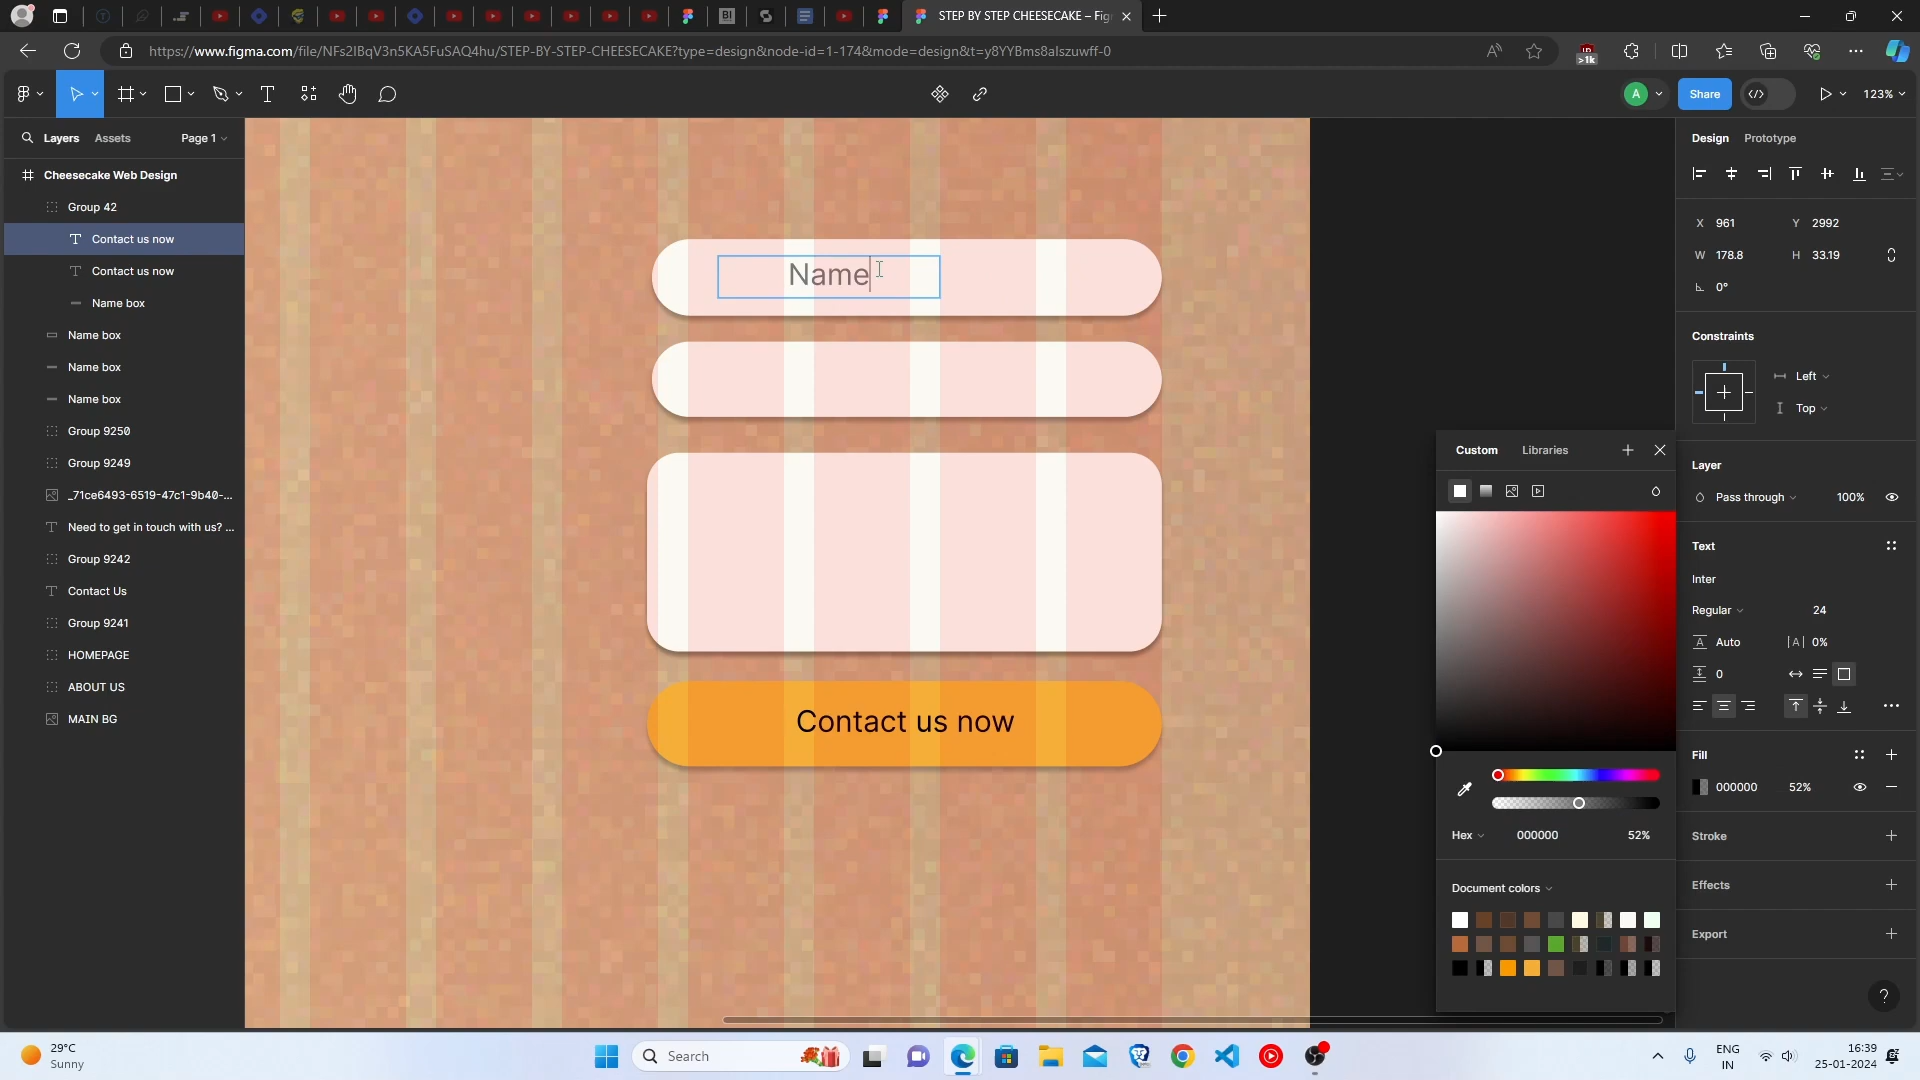 STEP BY STEP CHEESECAKE – Fig
https://www.figma.com/file/NFs2IBqV3n5KA5FuSAQ4hu/STEP-BY-STEP-CHEESECAKE?type=design&node-id=1-174&mode=design&t=y8YYBms8alszuwff-0
>1k
A
Share
123%
Layers
Assets
Page 1
Design
Prototype
Cheesecake Web Design
Group 42
Contact us now
Contact us now
Name box
Name box
Name box
Name box
Group 9250
Group 9249
_71ce6493-6519-47c1-9b40-...
Need to get in touch with us? ...
Group 9242
Contact Us
Group 9241
HOMEPAGE
ABOUT US
MAIN BG
Name
Contact us now
X 961
Y 2992
W 178.8
H 33.19
0°
Constraints
Left
Top
Layer
Pass through
100%
Text
Inter
Regular
24
Auto
|A| 0%
0
Fill
000000
52%
Stroke
Effects
Export
Custom
Libraries
Hex
000000
52%
Document colors
?
29°C
Sunny
Search
ENG
IN
16:39
25-01-2024